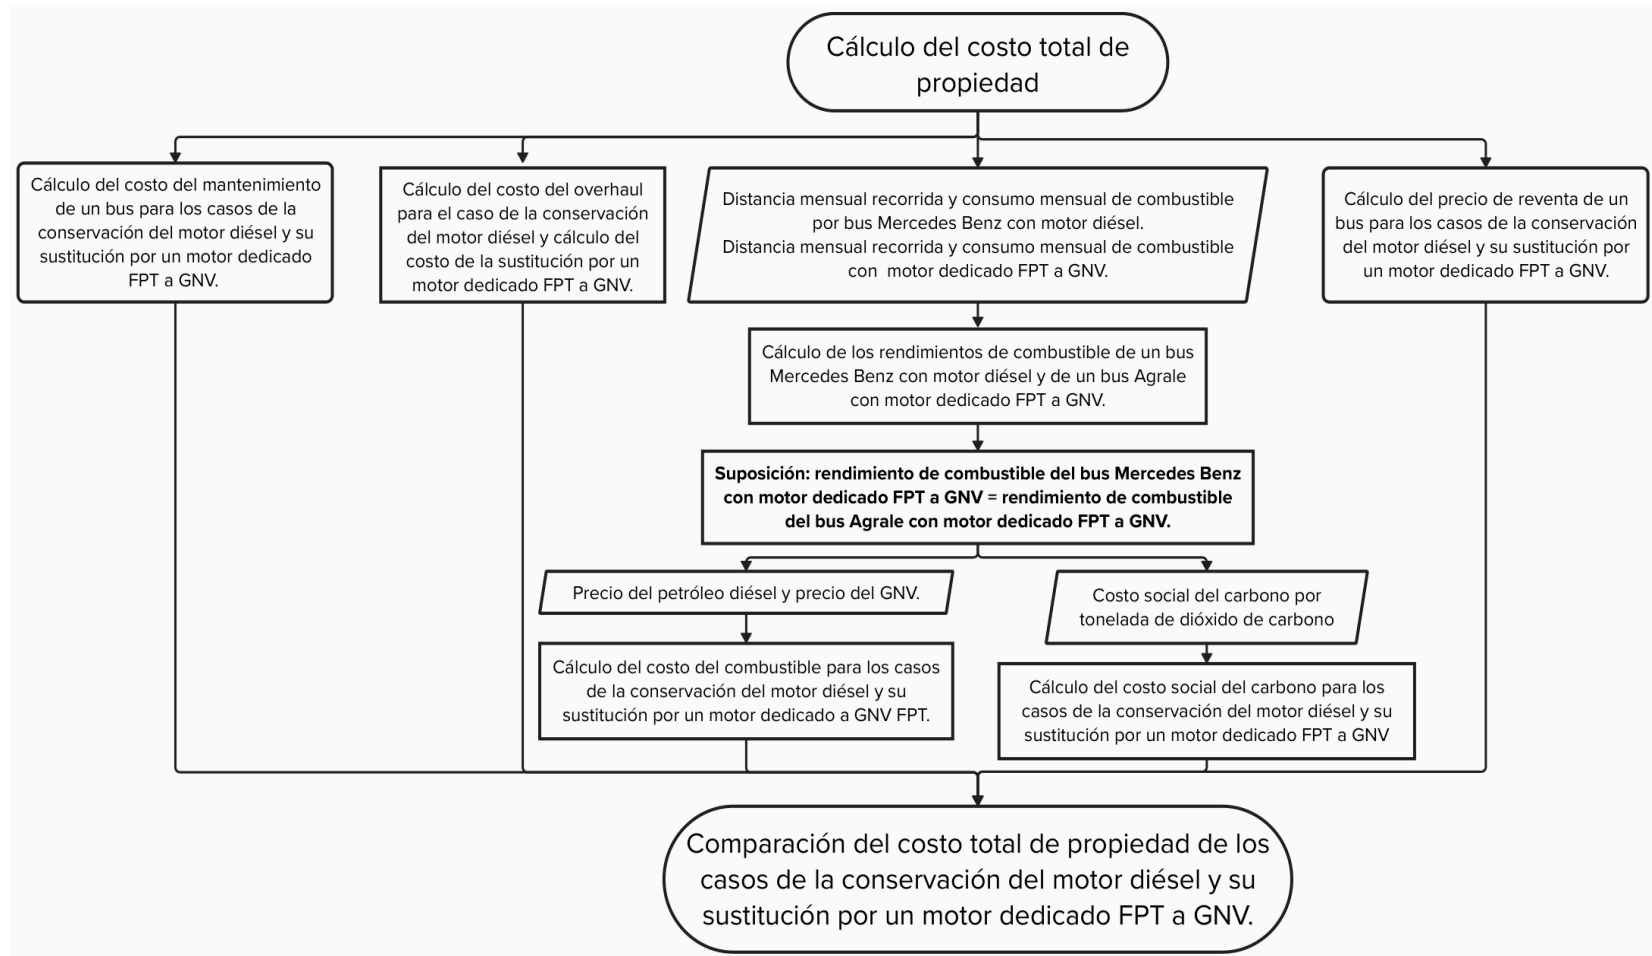 Cálculo del costo total de
propiedad
Cálculo del costo del mantenimiento
de un bus para los casos de la
conservación del motor diésel y su
sustitución por un motor dedicado
FPT a GNV.
Cálculo del costo del overhaul
para el caso de la conservación
del motor diésel y cálculo del
costo de la sustitución por un
motor dedicado FPT a GNV.
Distancia mensual recorrida y consumo mensual de combustible
por bus Mercedes Benz con motor diésel.
Distancia mensual recorrida y consumo mensual de combustible
con motor dedicado FPT a GNV.
Cálculo del precio de reventa de un
bus para los casos de la conservación
del motor diésel y su sustitución por
un motor dedicado FPT a GNV.
Cálculo de los rendimientos de combustible de un bus
Mercedes Benz con motor diésel y de un bus Agrale
con motor dedicado FPT a GNV.
Suposición: rendimiento de combustible del bus Mercedes Benz
con motor dedicado FPT a GNV = rendimiento de combustible
del bus Agrale con motor dedicado FPT a GNV.
Precio del petróleo diésel y precio del GNV.
Cálculo del costo del combustible para los casos
de la conservación del motor diésel y su
sustitución por un motor dedicado a GNV FPT.
Costo social del carbono por
tonelada de dióxido de carbono
Cálculo del costo social del carbono para los
casos de la conservación del motor diésel y su
sustitución por un motor dedicado FPT a GNV
Comparación del costo total de propiedad de los
casos de la conservación del motor diésel y su
sustitución por un motor dedicado FPT a GNV.